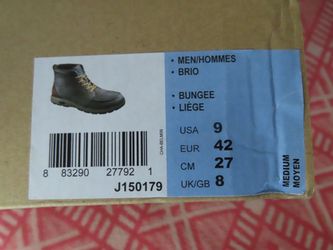 • MEN/HOMMES
• BRIO
• BUNGEE
• LIÈGE
USA 9
EUR 42
CM 27
UK/GB 8
MEDIUM
MOYEN
8 83290 27792 1
J150179